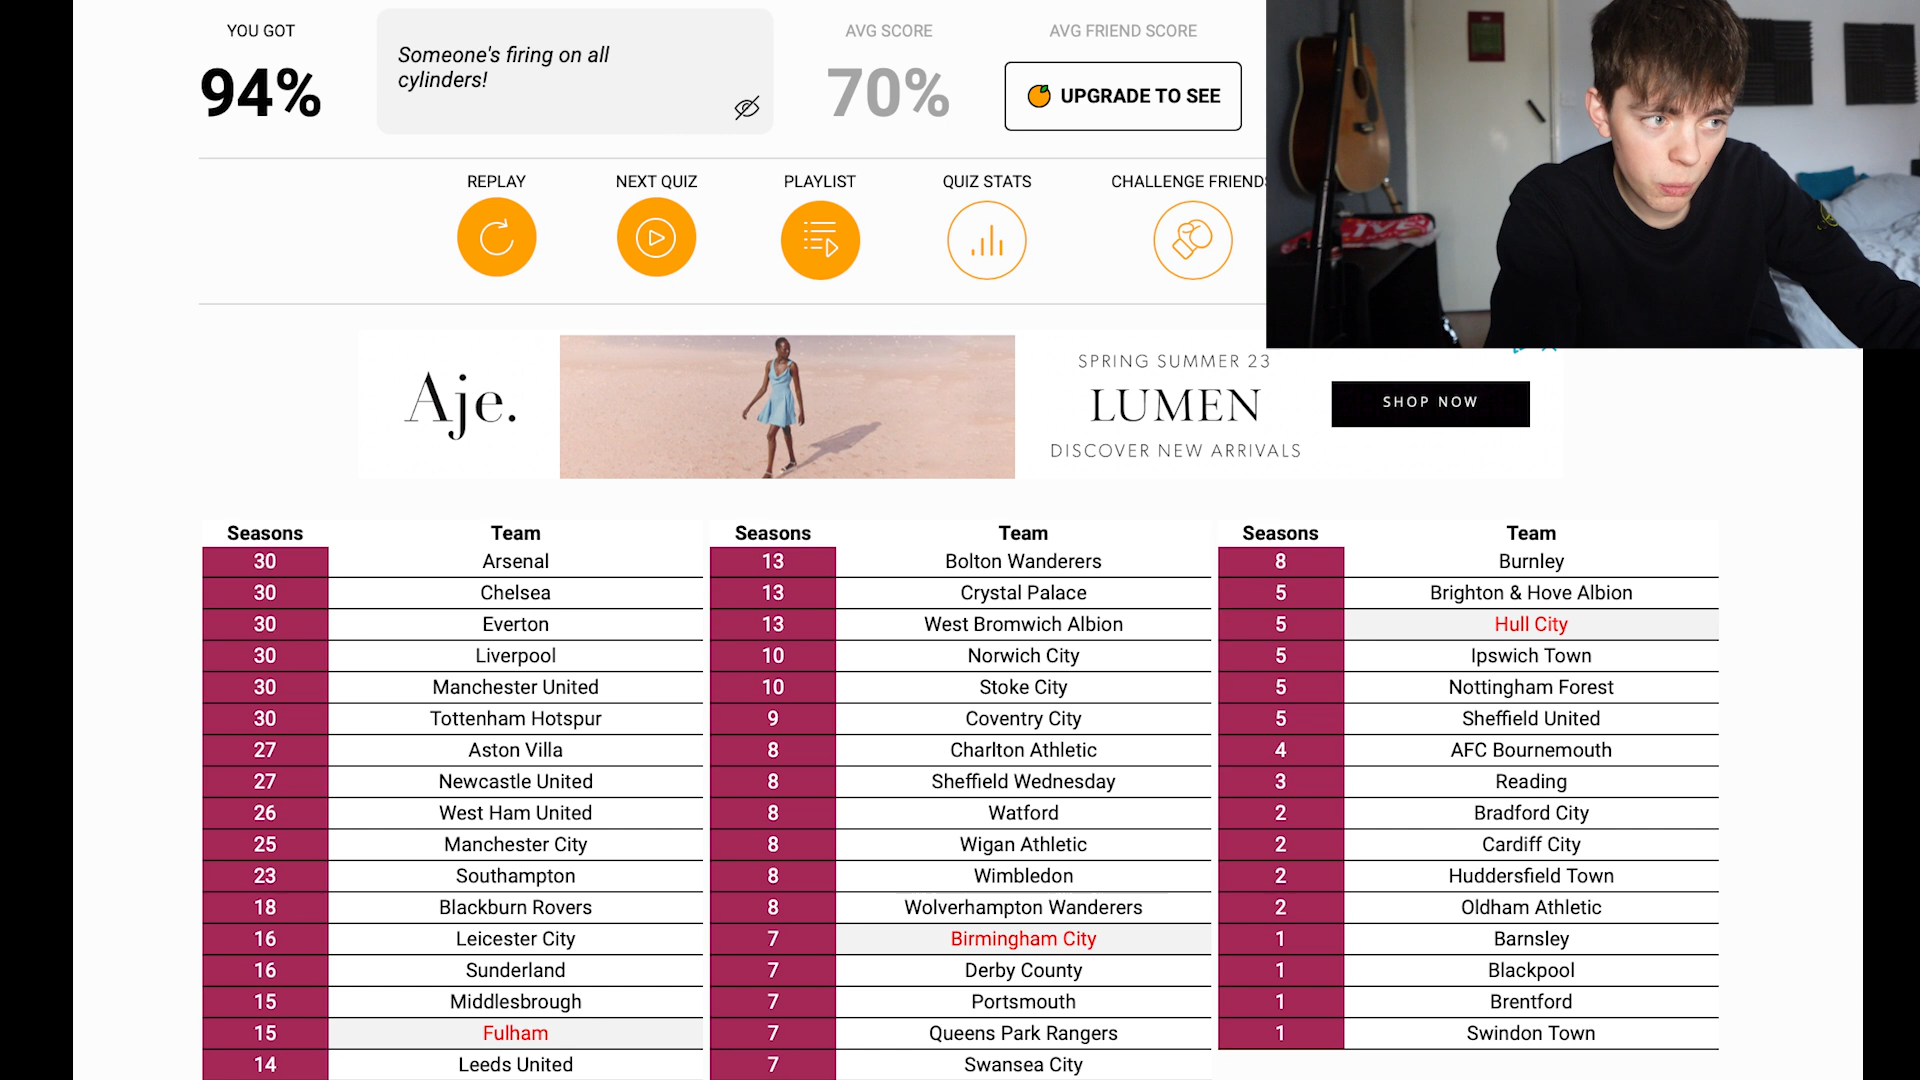 YOU GOT
94%
Someone's firing on all
cylinders!
AVG SCORE
70%
AVG FRIEND SCORE
UPGRADE TO SEE
REPLAY
NEXT QUIZ
PLAYLIST
QUIZ STATS
CHALLENGE FRIENDS
Aje.
SPRING SUMMER 23
LUMEN
DISCOVER NEW ARRIVALS
SHOP NOW
Seasons Team Seasons Team Seasons Team
30 Arsenal 13 Bolton Wanderers 8 Burnley
30 Chelsea 13 Crystal Palace 5 Brighton & Hove Albion
30 Everton 13 West Bromwich Albion 5 Hull City
30 Liverpool 10 Norwich City 5 Ipswich Town
30 Manchester United 10 Stoke City 5 Nottingham Forest
30 Tottenham Hotspur 9 Coventry City 5 Sheffield United
27 Aston Villa 8 Charlton Athletic 4 AFC Bournemouth
27 Newcastle United 8 Sheffield Wednesday 3 Reading
26 West Ham United 8 Watford 2 Bradford City
25 Manchester City 8 Wigan Athletic 2 Cardiff City
23 Southampton 8 Wimbledon 2 Huddersfield Town
18 Blackburn Rovers 8 Wolverhampton Wanderers 2 Oldham Athletic
16 Leicester City 7 Birmingham City 1 Barnsley
16 Sunderland 7 Derby County 1 Blackpool
15 Middlesbrough 7 Portsmouth 1 Brentford
15 Fulham 7 Queens Park Rangers 1 Swindon Town
14 Leeds United 7 Swansea City